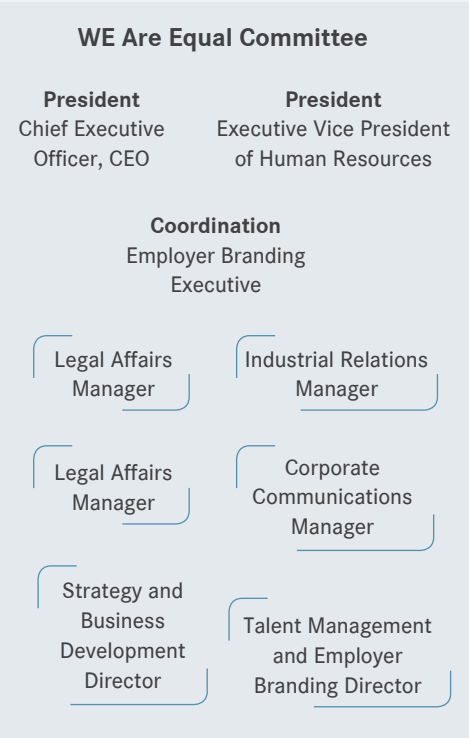 WE Are Equal Committee
President
Chief Executive
Officer, CEO
President
Executive Vice President
of Human Resources
Coordination
Employer Branding
Executive
Legal Affairs
Manager
Industrial Relations
Manager
Legal Affairs
Manager
Corporate
Communications
Manager
Strategy and
Business
Development
Director
Talent Management
and Employer
Branding Director